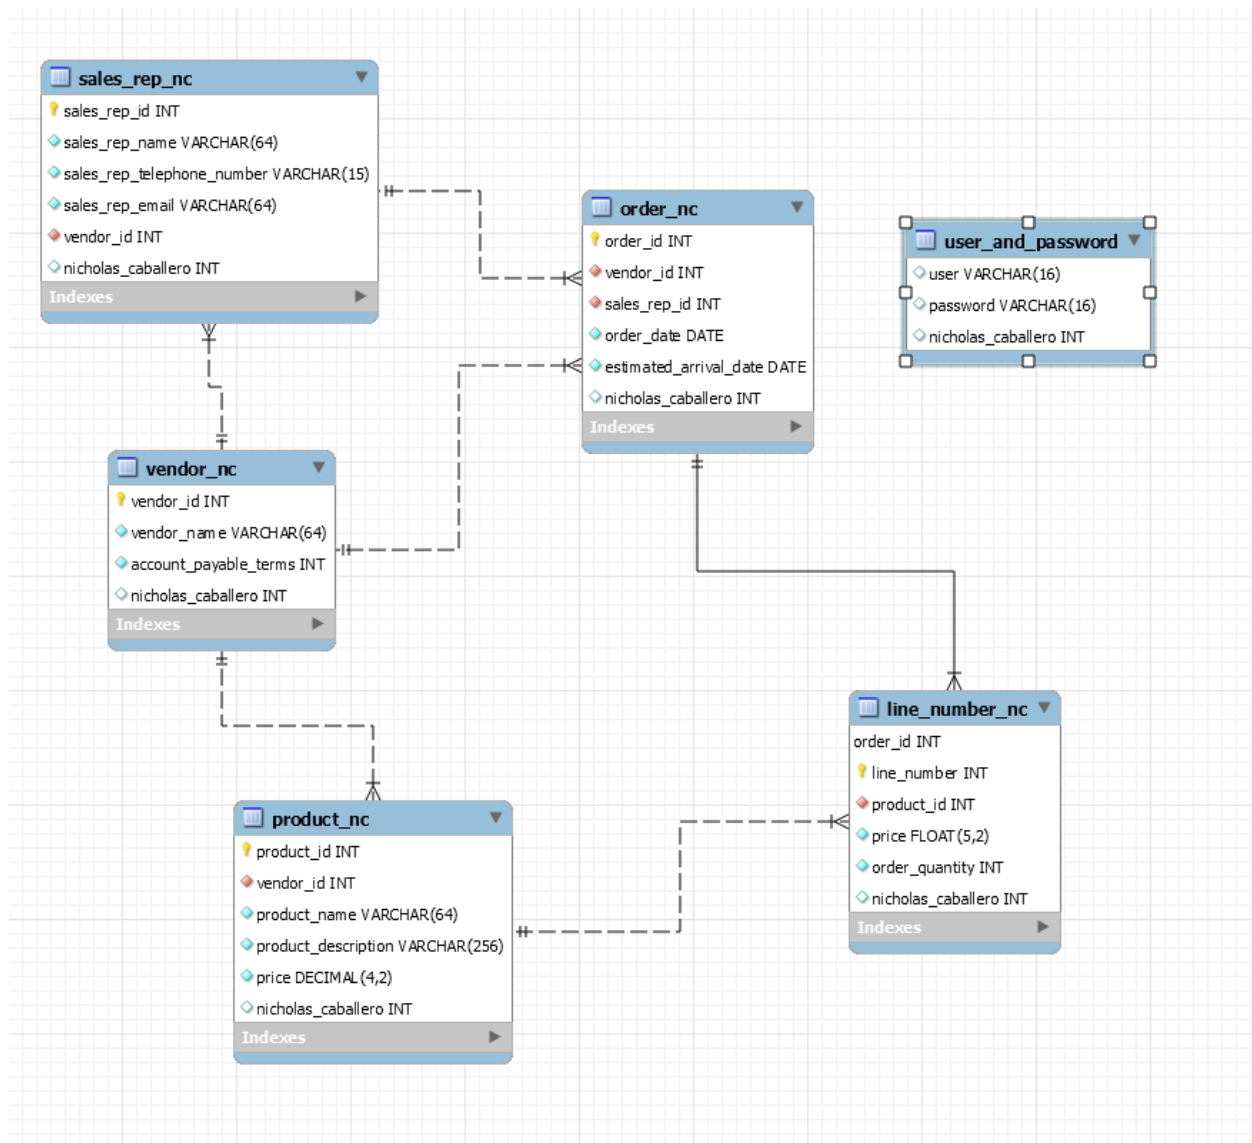 sales_rep_nc
sales_rep_id INT
sales_rep_name VARCHAR(64)
sales_rep_telephone_number VARCHAR(15)
sales_rep_email VARCHAR(64)
vendor_id INT
nicholas_caballero INT
Indexes
order_nc
order_id INT
vendor_id INT
sales_rep_id INT
order_date DATE
estimated_arrival_date DATE
nicholas_caballero INT
Indexes
user_and_password
user VARCHAR(16)
password VARCHAR(16)
nicholas_caballero INT
vendor_nc
vendor_id INT
vendor_name VARCHAR(64)
account_payable_terms INT
nicholas_caballero INT
Indexes
line_number_nc
order_id INT
line_number INT
product_id INT
price FLOAT(5,2)
order_quantity INT
nicholas_caballero INT
Indexes
product_nc
product_id INT
vendor_id INT
product_name VARCHAR(64)
product_description VARCHAR(256)
price DECIMAL(4,2)
nicholas_caballero INT
Indexes